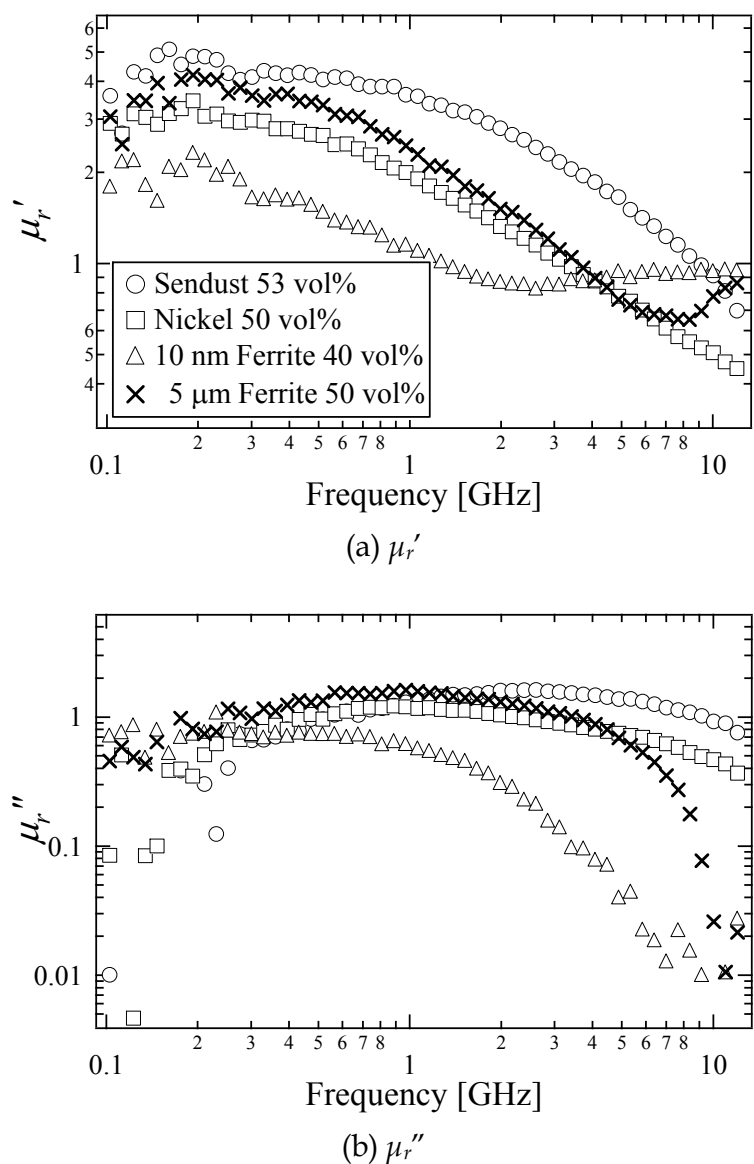 6
5
4
3
2
1
8
7
6
5
4
μr'
○ Sendust 53 vol%
□ Nickel 50 vol%
△ 10 nm Ferrite 40 vol%
× 5 μm Ferrite 50 vol%
0.1 2 3 4 5 6 7 8 1 2 3 4 5 6 7 8 10
Frequency [GHz]
(a) μr'
1
0.1
0.01
μr"
0.1 2 3 4 5 6 7 8 1 2 3 4 5 6 7 8 10
Frequency [GHz]
(b) μr"